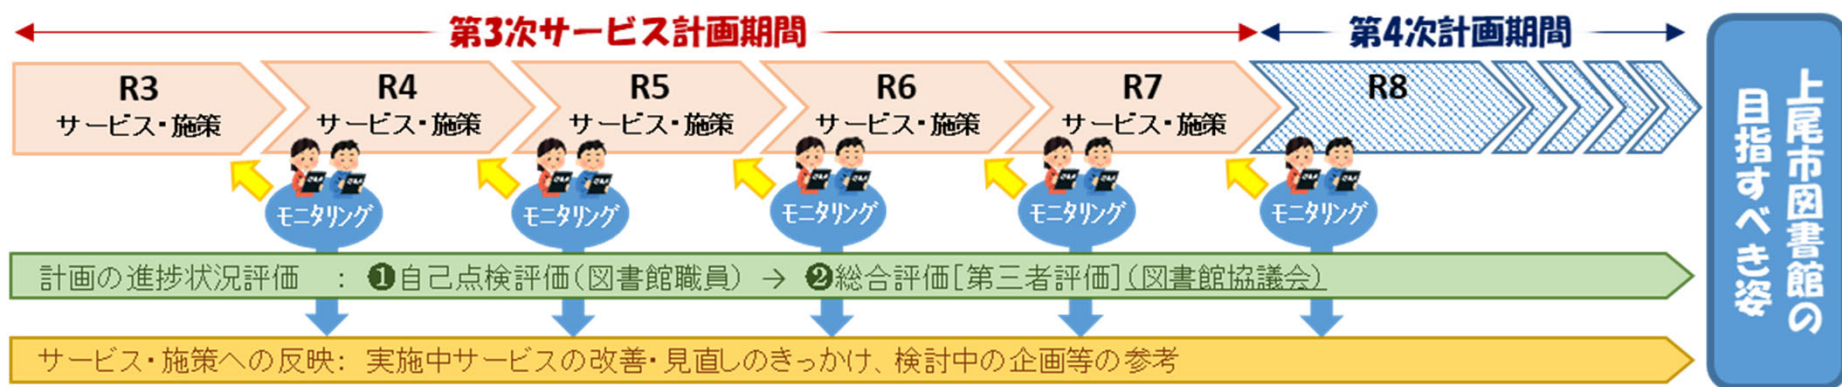 第3次サービス計画期間
第4次計画期間
R3
サービス・施策
R4
サービス・施策
R5
サービス・施策
R6
サービス・施策
R7
サービス・施策
R8
モニタリング
モニタリング
モニタリング
モニタリング
モニタリング
計画の進捗状況評価 : ❶自己点検評価(図書館職員) → ❷総合評価[第三者評価](図書館協議会)
サービス・施策への反映: 実施中サービスの改善・見直しのきっかけ、検討中の企画等の参考
上尾市図書館の
目指すべき姿